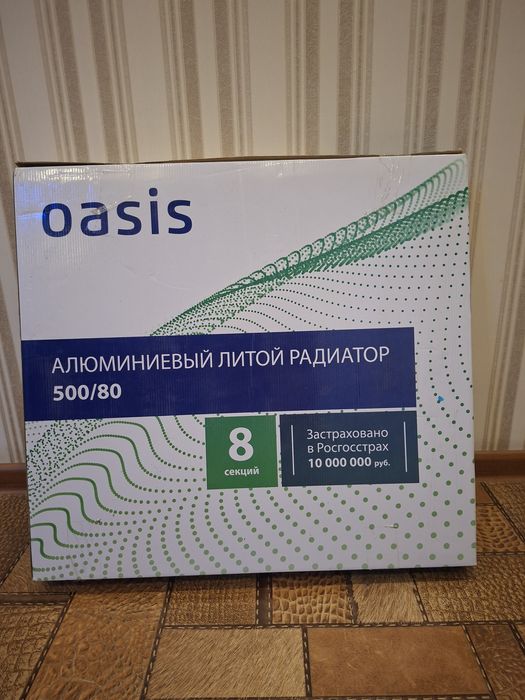 oasis
АЛЮМИНИЕВЫЙ ЛИТОЙ РАДИАТОР
500/80
8
секций
Застраховано
в Росгосстрах
10 000 000 руб.